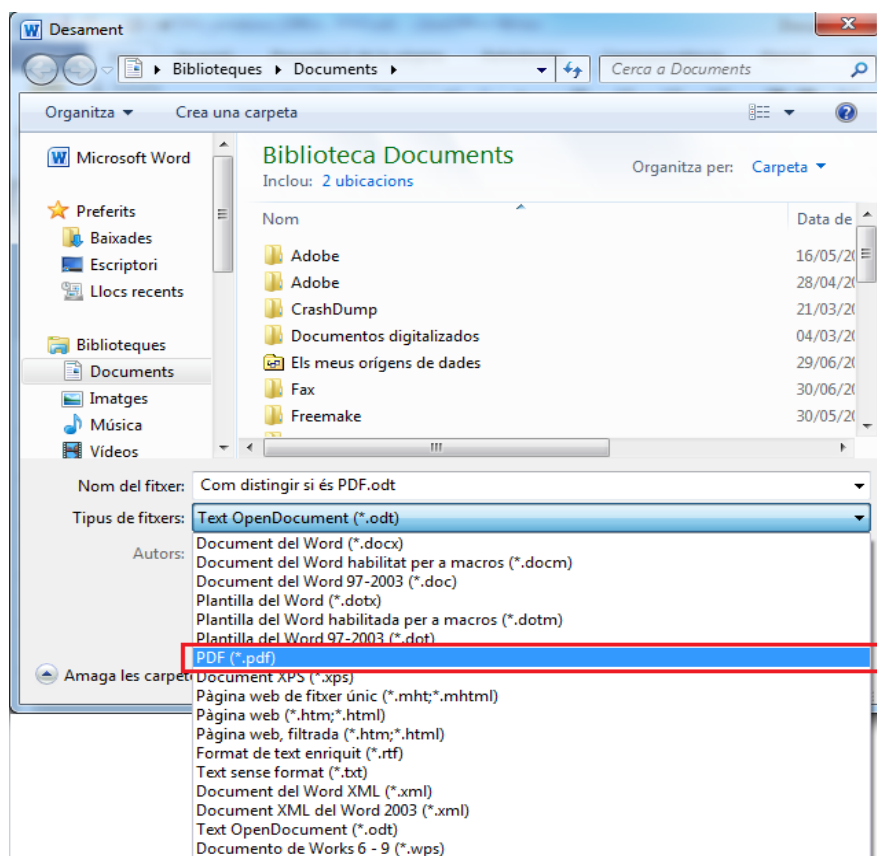 Desament
Biblioteques Documents
Cerca a Documents
Organitza Crea una carpeta
Microsoft Word
Preferits
Baixades
Escriptori
Llocs recents
Biblioteques
Documents
Imatges
Música
Vídeos
Biblioteca Documents
Inclou: 2 ubicacions
Organitza per: Carpeta
Nom Data de
Adobe 16/05/20
Adobe 28/04/20
CrashDump 21/03/20
Documentos digitalizados 04/03/20
Els meus orígens de dades 29/06/20
Fax 30/06/20
Freemake 30/05/20
Nom del fitxer: Com distingir si és PDF.odt
Tipus de fitxers: Text OpenDocument (*.odt)
Autors:
Amaga les carpet
Document del Word (*.docx)
Document del Word habilitat per a macros (*.docm)
Document del Word 97-2003 (*.doc)
Plantilla del Word (*.dotx)
Plantilla del Word habilitada per a macros (*.dotm)
Plantilla del Word 97-2003 (*.dot)
PDF (*.pdf)
Document XPS (*.xps)
Pàgina web de fitxer únic (*.mht;*.mhtml)
Pàgina web (*.htm;*.html)
Pàgina web, filtrada (*.htm;*.html)
Format de text enriquit (*.rtf)
Text sense format (*.txt)
Document del Word XML (*.xml)
Document XML del Word 2003 (*.xml)
Text OpenDocument (*.odt)
Documento de Works 6 - 9 (*.wps)